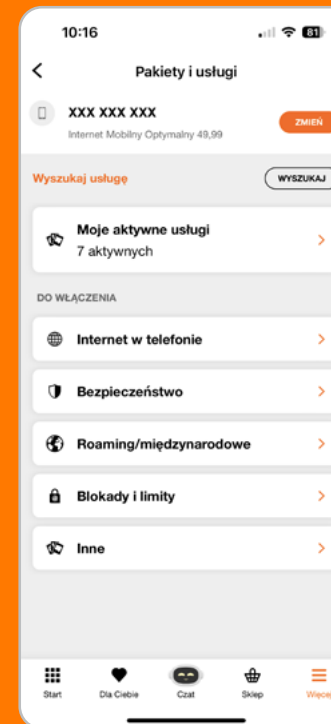 10:16
81
Pakiety i usługi
XXX XXX XXX
Internet Mobilny Optymalny 49,99
ZMIEŃ
Wyszukaj usługę
WYSZUKAJ
Moje aktywne usługi
7 aktywnych
DO WŁĄCZENIA
Internet w telefonie
Bezpieczeństwo
Roaming/międzynarodowe
Blokady i limity
Inne
Start
Dla Ciebie
Czat
Sklep
Więcej